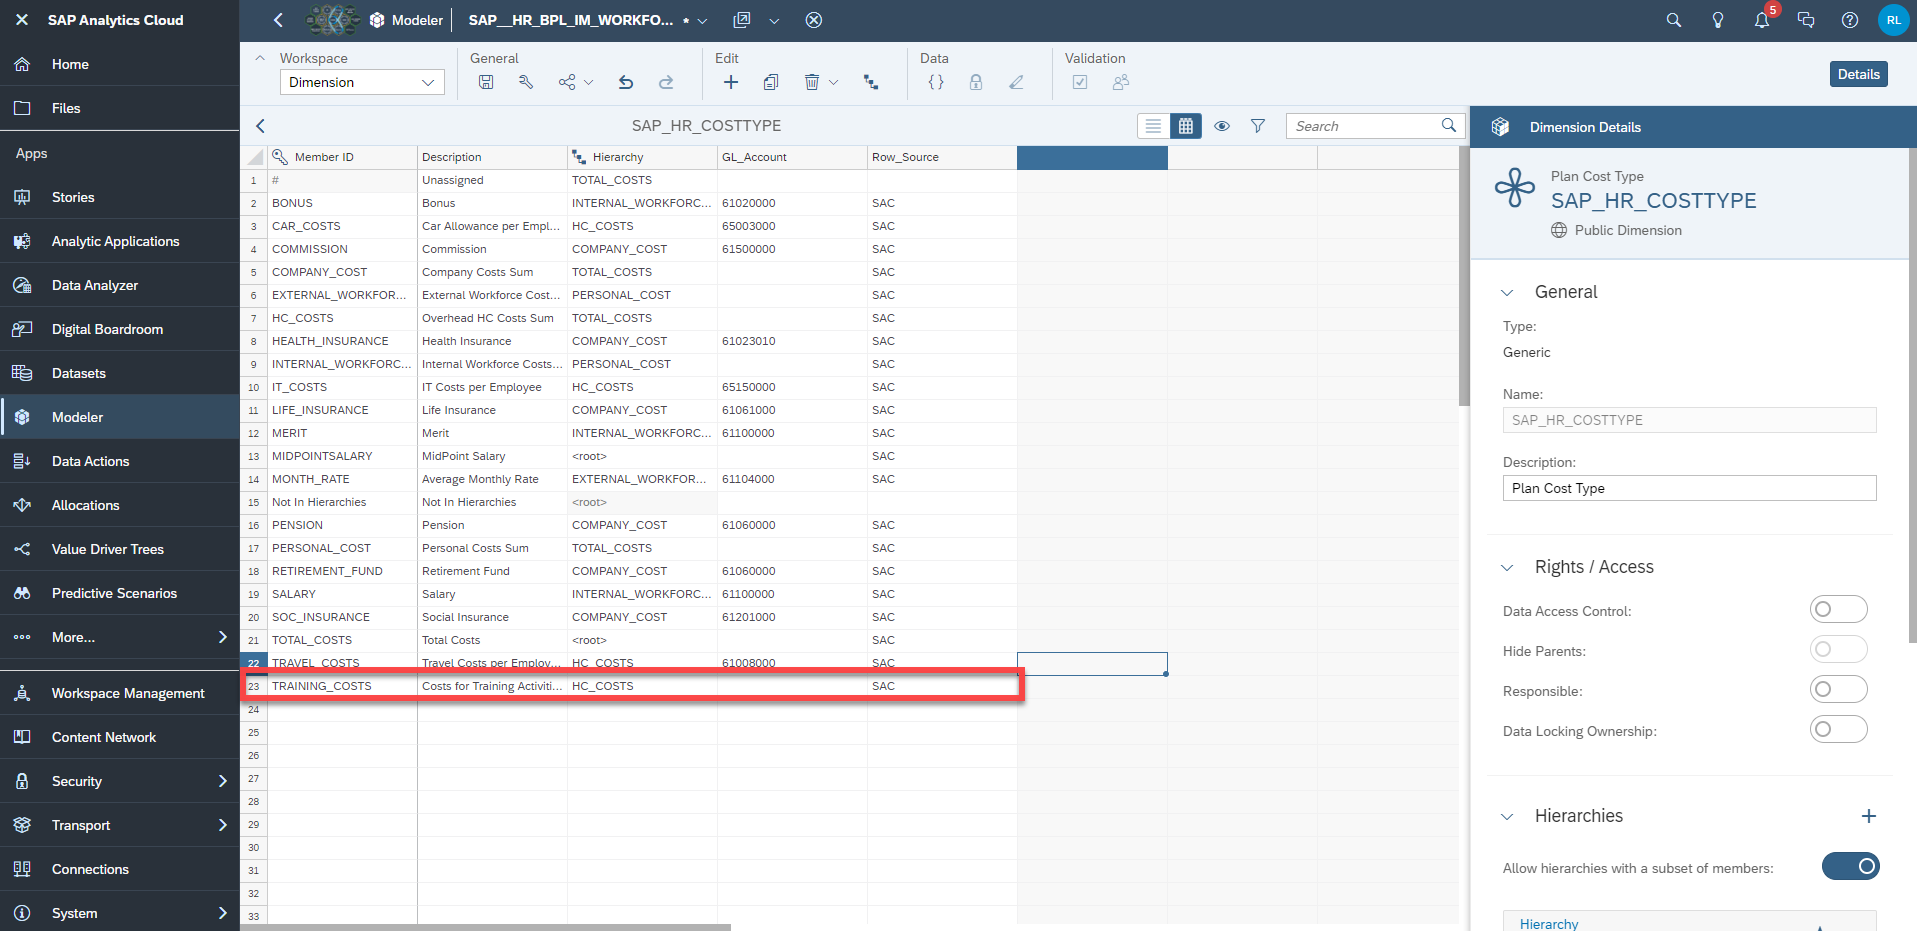 SAP Analytics Cloud
Home
Files
Apps
Stories
Analytic Applications
Data Analyzer
Digital Boardroom
Datasets
Modeler
Data Actions
Allocations
Value Driver Trees
Predictive Scenarios
More...
Workspace Management
Content Network
Security
Transport
Connections
System
Modeler
SAP__HR_BPL_IM_WORKFO... *
5
RL
Workspace
Dimension
General
Edit
Data
Validation
Details
SAP_HR_COSTTYPE
Search
Member ID Description Hierarchy GL_Account Row_Source
1 # Unassigned TOTAL_COSTS
2 BONUS Bonus INTERNAL_WORKFORC... 61020000 SAC
3 CAR_COSTS Car Allowance per Empl... HC_COSTS 65003000 SAC
4 COMMISSION Commission COMPANY_COST 61500000 SAC
5 COMPANY_COST Company Costs Sum TOTAL_COSTS SAC
6 EXTERNAL_WORKFOR... External Workforce Cost... PERSONAL_COST SAC
7 HC_COSTS Overhead HC Costs Sum TOTAL_COSTS SAC
8 HEALTH_INSURANCE Health Insurance COMPANY_COST 61023010 SAC
9 INTERNAL_WORKFORC... Internal Workforce Costs... PERSONAL_COST SAC
10 IT_COSTS IT Costs per Employee HC_COSTS 65150000 SAC
11 LIFE_INSURANCE Life Insurance COMPANY_COST 61061000 SAC
12 MERIT Merit INTERNAL_WORKFORC... 61100000 SAC
13 MIDPOINTSALARY MidPoint Salary <root> SAC
14 MONTH_RATE Average Monthly Rate EXTERNAL_WORKFOR... 61104000 SAC
15 Not In Hierarchies Not In Hierarchies <root>
16 PENSION Pension COMPANY_COST 61060000 SAC
17 PERSONAL_COST Personal Costs Sum TOTAL_COSTS SAC
18 RETIREMENT_FUND Retirement Fund COMPANY_COST 61060000 SAC
19 SALARY Salary INTERNAL_WORKFORC... 61100000 SAC
20 SOC_INSURANCE Social Insurance COMPANY_COST 61201000 SAC
21 TOTAL_COSTS Total Costs <root> SAC
22 TRAVEL_COSTS Travel Costs per Employ... HC_COSTS 61008000 SAC
23 TRAINING_COSTS Costs for Training Activiti... HC_COSTS SAC
24
25
26
27
28
29
30
31
32
33
Dimension Details
Plan Cost Type
SAP_HR_COSTTYPE
Public Dimension
General
Type:
Generic
Name:
SAP_HR_COSTTYPE
Description:
Plan Cost Type
Rights / Access
Data Access Control:
Hide Parents:
Responsible:
Data Locking Ownership:
Hierarchies
Allow hierarchies with a subset of members:
Hierarchy